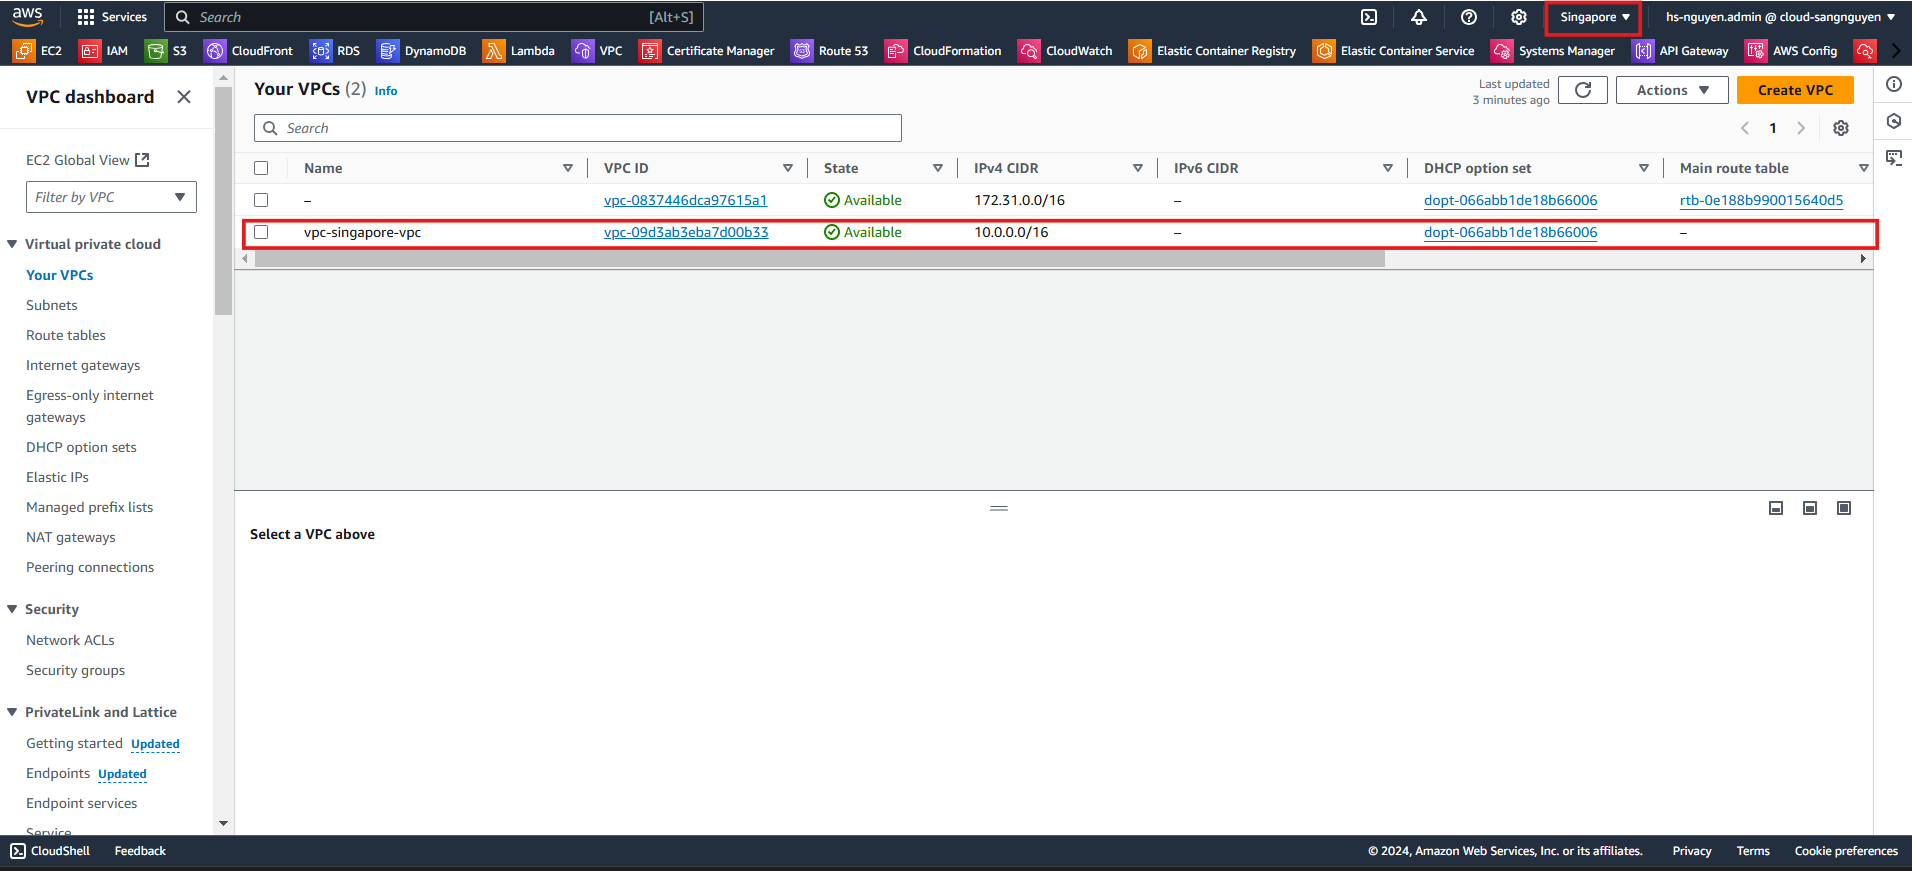 aws Services Search [Alt+S] Singapore hs-nguyen.admin @ cloud-sangnguyen
EC2 IAM S3 CloudFront RDS DynamoDB Lambda VPC Certificate Manager Route 53 CloudFormation CloudWatch Elastic Container Registry Elastic Container Service Systems Manager API Gateway AWS Config
VPC dashboard
EC2 Global View
Filter by VPC
Virtual private cloud
Your VPCs
Subnets
Route tables
Internet gateways
Egress-only internet
gateways
DHCP option sets
Elastic IPs
Managed prefix lists
NAT gateways
Peering connections
Security
Network ACLs
Security groups
PrivateLink and Lattice
Getting started Updated
Endpoints Updated
Endpoint services
Service
Your VPCs (2) Info
Last updated
3 minutes ago
Actions
Create VPC
Search
1
Name VPC ID State IPv4 CIDR IPv6 CIDR DHCP option set Main route table
– vpc-0837446dca97615a1 Available 172.31.0.0/16 – dopt-066abb1de18b66006 rtb-0e188b990015640d5
vpc-singapore-vpc vpc-09d3ab3eba7d00b33 Available 10.0.0.0/16 – dopt-066abb1de18b66006 –
Select a VPC above
CloudShell Feedback © 2024, Amazon Web Services, Inc. or its affiliates. Privacy Terms Cookie preferences